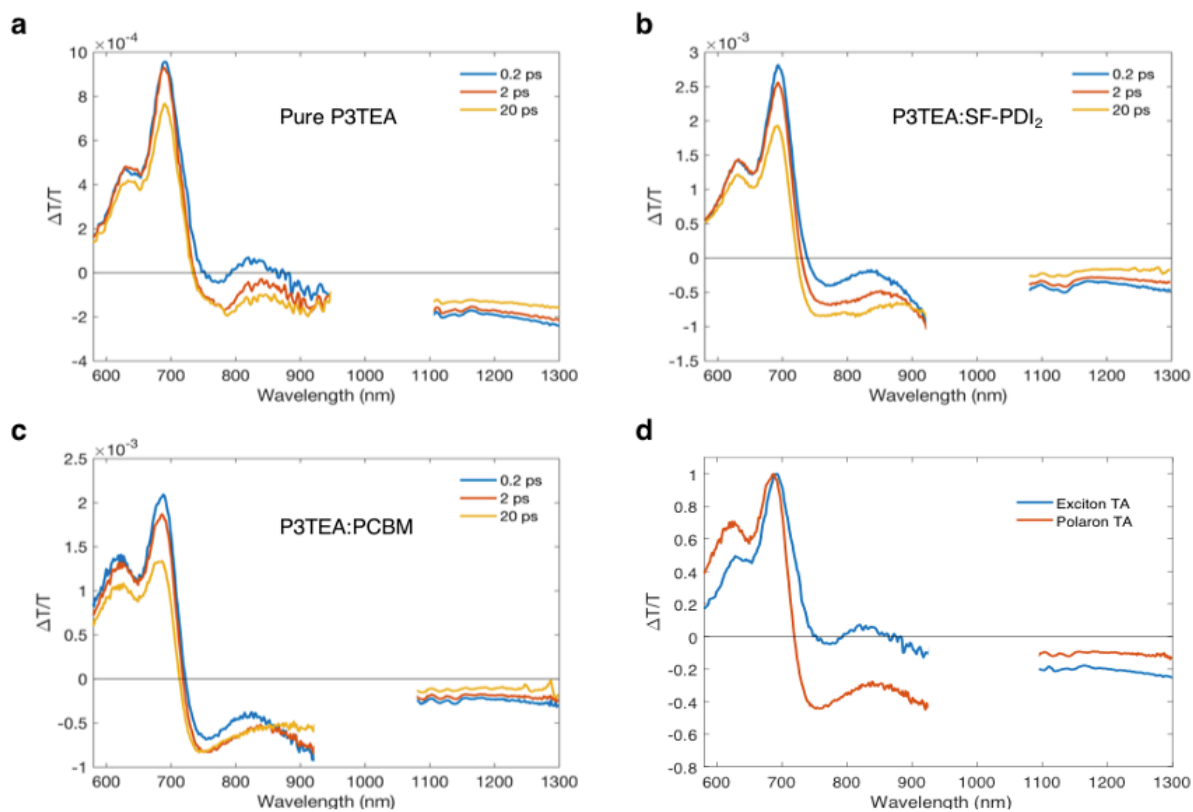 a
×10⁻⁴
10
8
6
4
2
0
-2
-4
ΔT/T
0.2 ps
2 ps
20 ps
Pure P3TEA
600 700 800 900 1000 1100 1200 1300
Wavelength (nm)
b
×10⁻³
3
2.5
2
1.5
1
0.5
0
-0.5
-1
-1.5
ΔT/T
0.2 ps
2 ps
20 ps
P3TEA:SF-PDI₂
600 700 800 900 1000 1100 1200 1300
Wavelength (nm)
c
×10⁻³
2.5
2
1.5
1
0.5
0
-0.5
-1
ΔT/T
0.2 ps
2 ps
20 ps
P3TEA:PCBM
600 700 800 900 1000 1100 1200 1300
Wavelength (nm)
d
1
0.8
0.6
0.4
0.2
0
-0.2
-0.4
-0.6
-0.8
ΔT/T
Exciton TA
Polaron TA
600 700 800 900 1000 1100 1200 1300
Wavelength (nm)